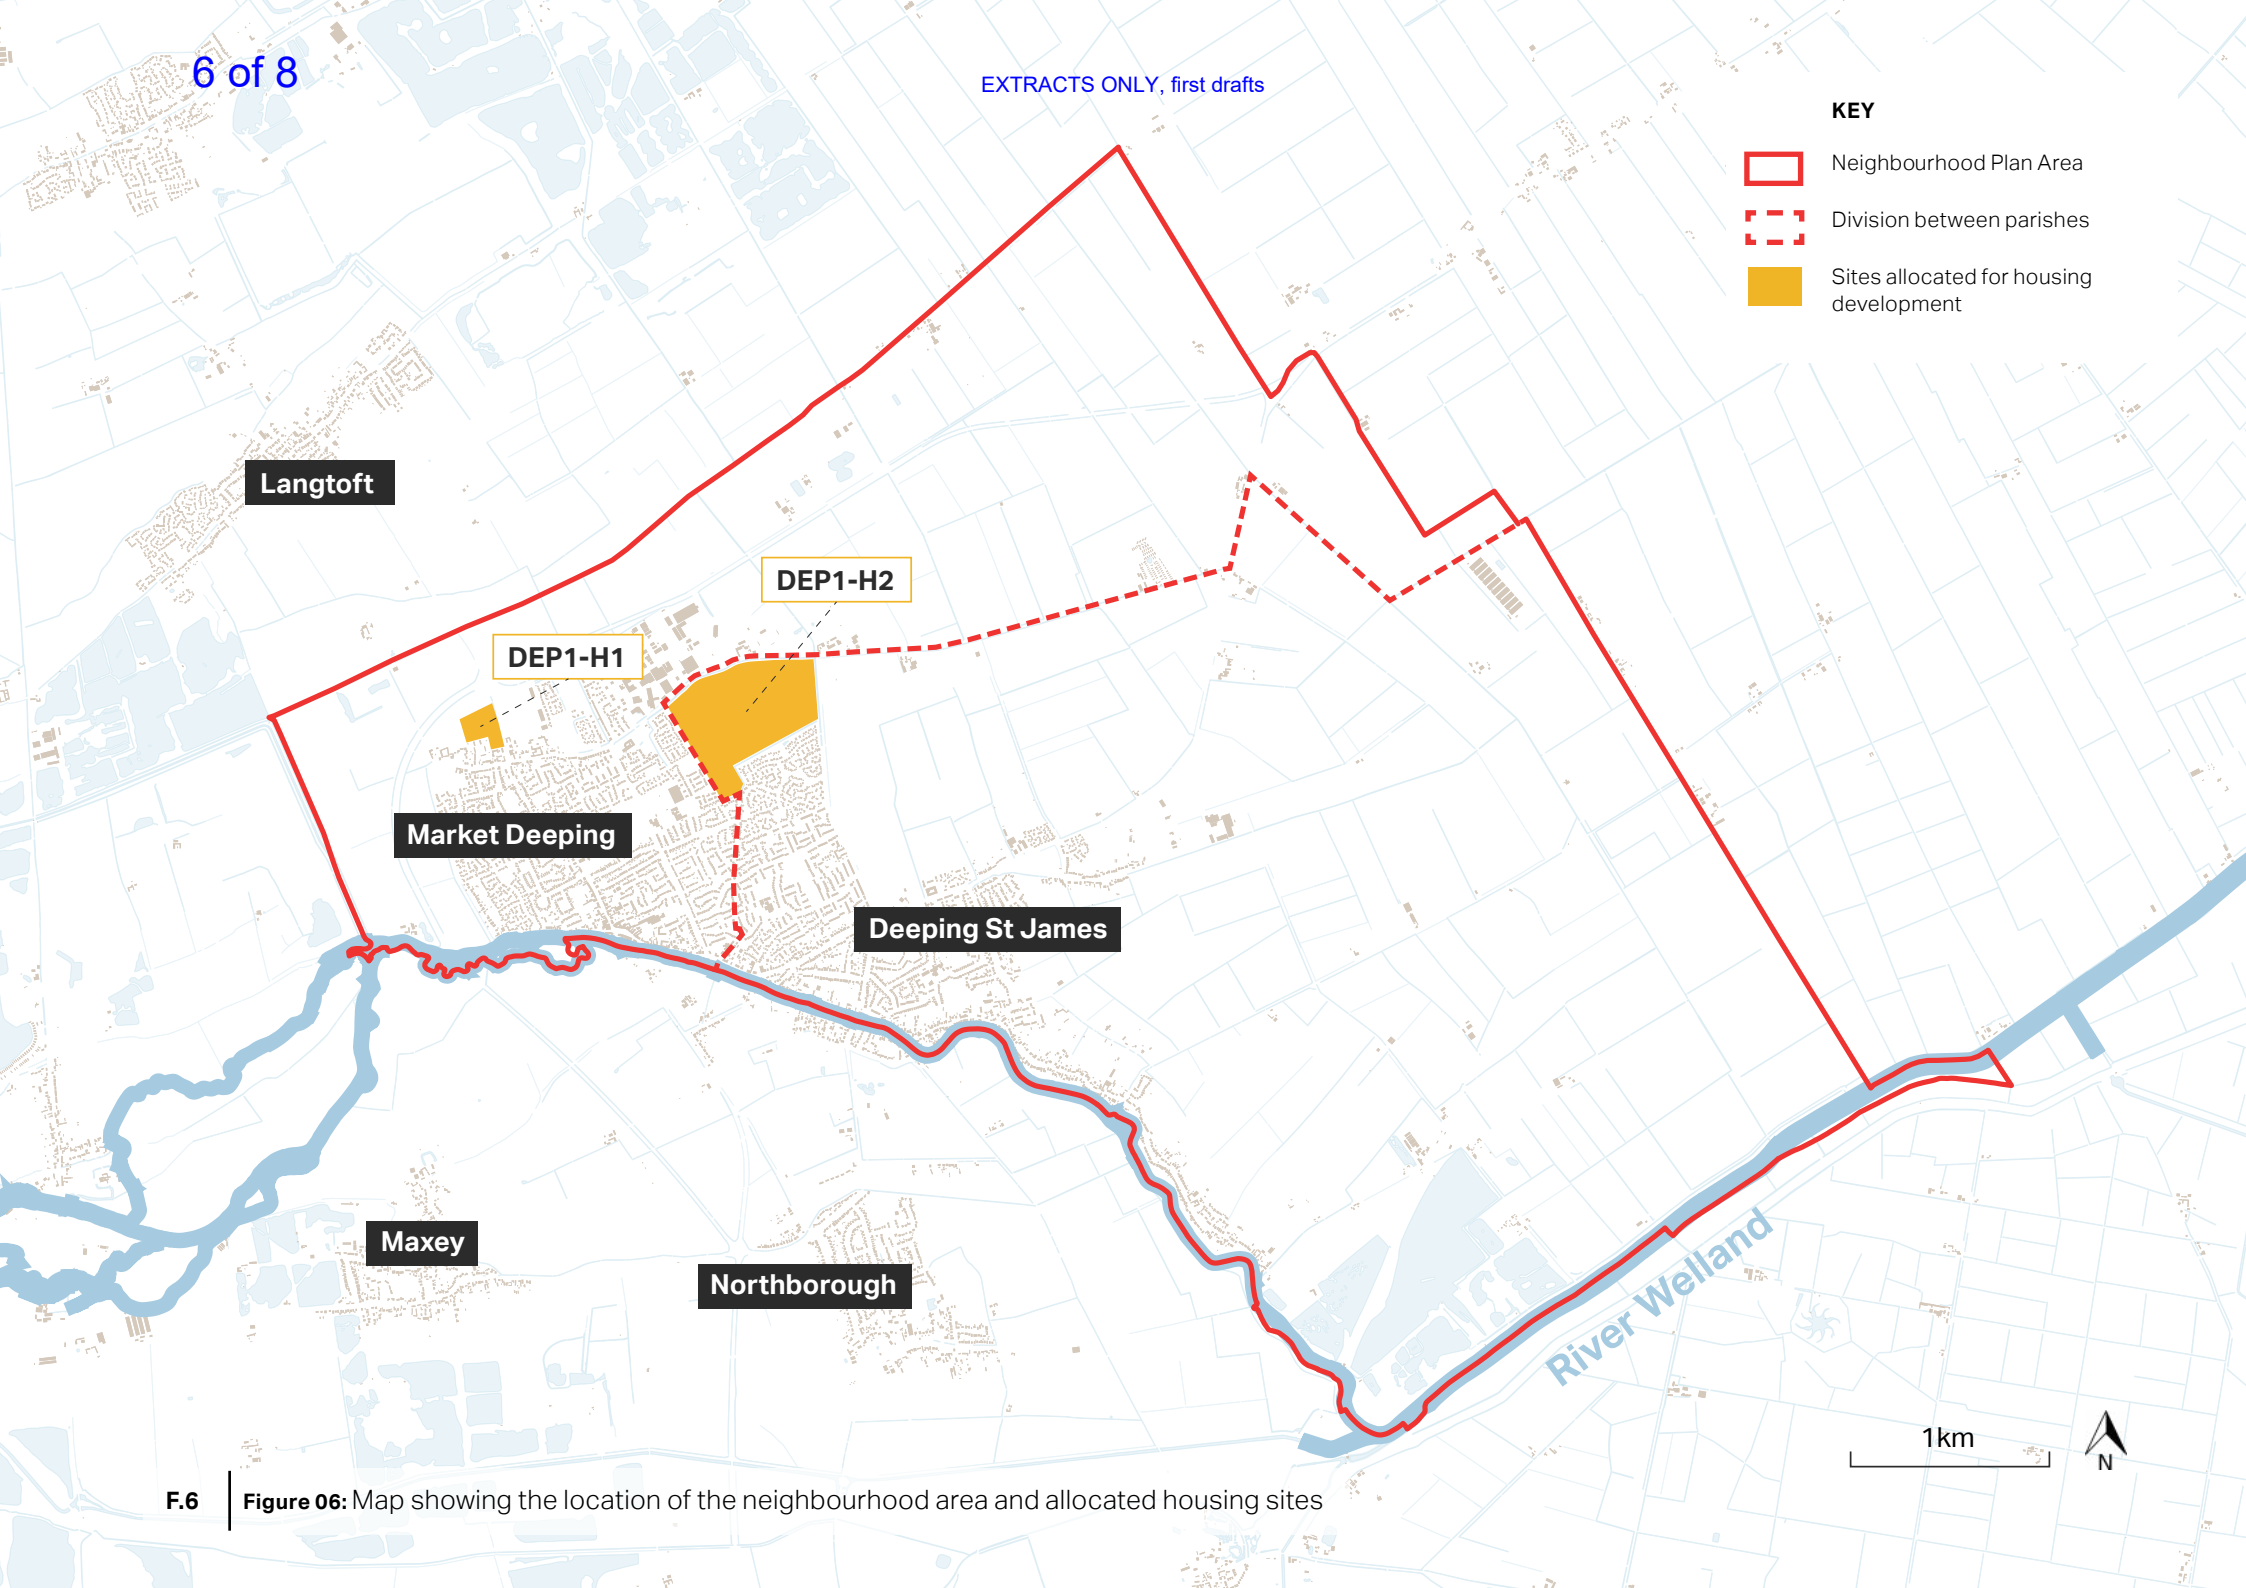 6 of 8
EXTRACTS ONLY, first drafts
KEY
Neighbourhood Plan Area
Division between parishes
Sites allocated for housing
development
Langtoft
DEP1-H2
DEP1-H1
Market Deeping
Deeping St James
Maxey
Northborough
River Welland
1km
N
F.6
Figure 06: Map showing the location of the neighbourhood area and allocated housing sites